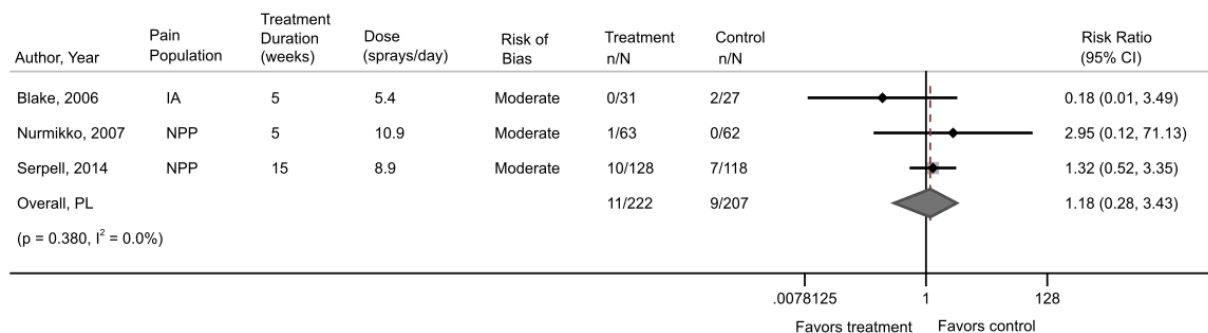 Author, Year Pain Population Treatment Duration (weeks) Dose (sprays/day) Risk of Bias Treatment n/N Control n/N Risk Ratio (95% CI)
Blake, 2006 IA 5 5.4 Moderate 0/31 2/27 0.18 (0.01, 3.49)
Nurmikko, 2007 NPP 5 10.9 Moderate 1/63 0/62 2.95 (0.12, 71.13)
Serpell, 2014 NPP 15 8.9 Moderate 10/128 7/118 1.32 (0.52, 3.35)
Overall, PL 11/222 9/207 1.18 (0.28, 3.43)
(p = 0.380, I² = 0.0%)
.0078125 1 128
Favors treatment Favors control